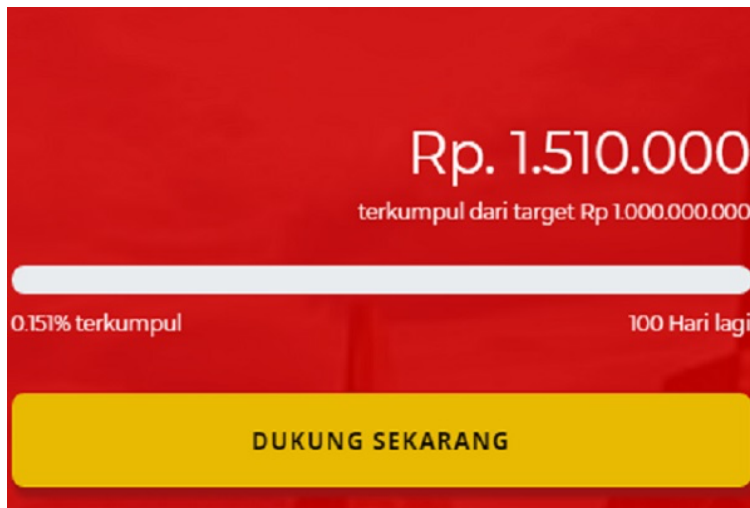 Rp. 1.510.000
terkumpul dari target Rp 1.000.000.000
0.151% terkumpul
100 Hari lagi
DUKUNG SEKARANG